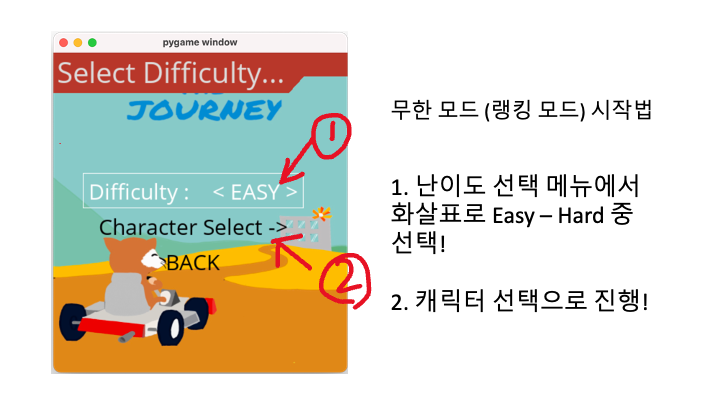 pygame window
Select Difficulty...
JOURNEY
Difficulty : < EASY >
Character Select ->
BACK
1
2
무한 모드 (랭킹 모드) 시작법
1. 난이도 선택 메뉴에서
화살표로 Easy – Hard 중
선택!
2. 캐릭터 선택으로 진행!